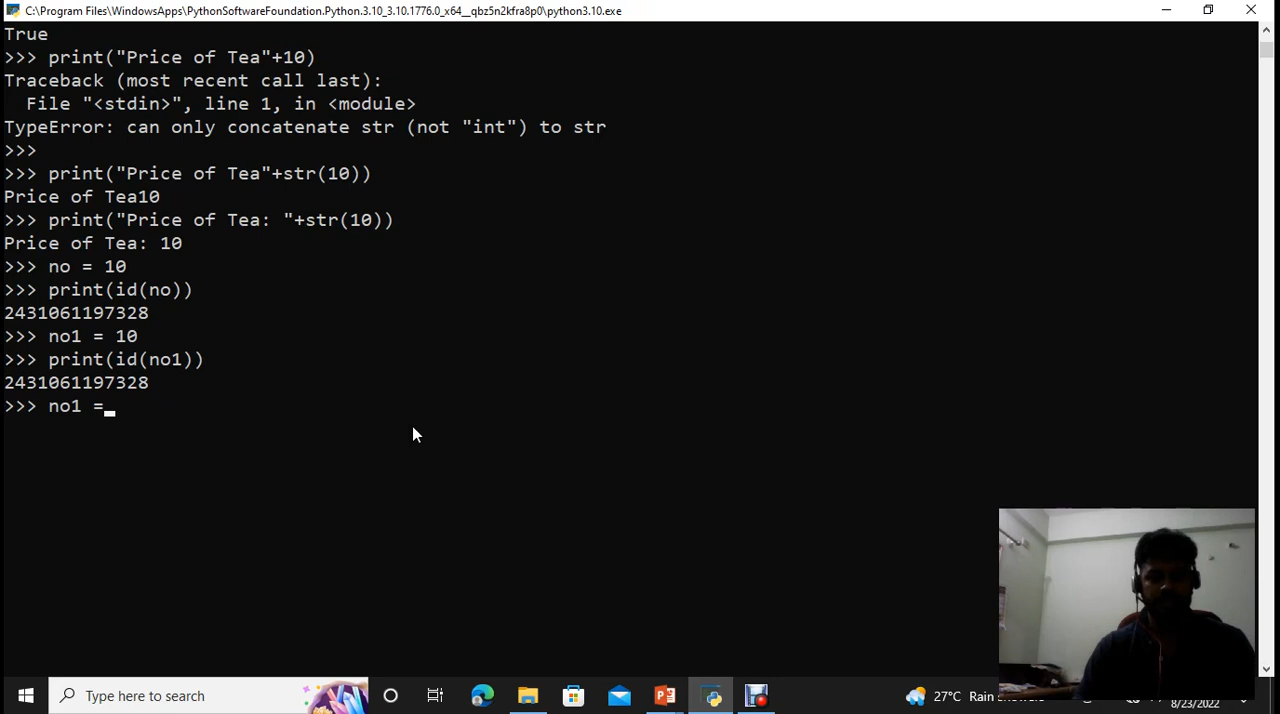 C:\Program Files\WindowsApps\PythonSoftwareFoundation.Python.3.10_3.10.1776.0_x64__qbz5n2kfra8p0\python3.10.exe
True
>>> print("Price of Tea"+10)
Traceback (most recent call last):
  File "<stdin>", line 1, in <module>
TypeError: can only concatenate str (not "int") to str
>>>
>>> print("Price of Tea"+str(10))
Price of Tea10
>>> print("Price of Tea: "+str(10))
Price of Tea: 10
>>> no = 10
>>> print(id(no))
2431061197328
>>> no1 = 10
>>> print(id(no1))
2431061197328
>>> no1 =_
Type here to search
27°C Rain
8/23/2022